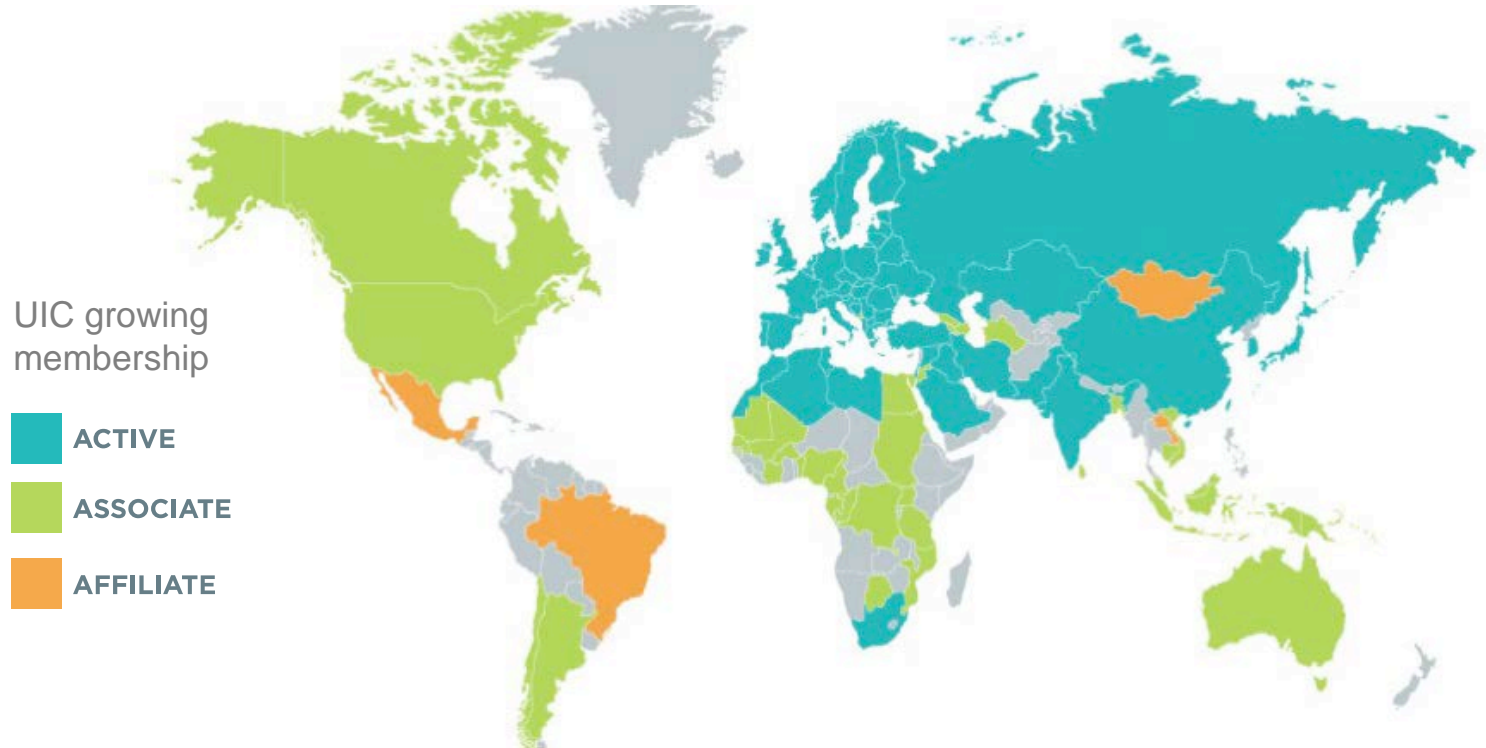 UIC growing
membership
ACTIVE
ASSOCIATE
AFFILIATE